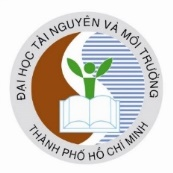 ĐẠI HỌC TÀI NGUYÊN VÀ MÔI TRƯỜNG
THÀNH PHỐ HỒ CHÍ MINH